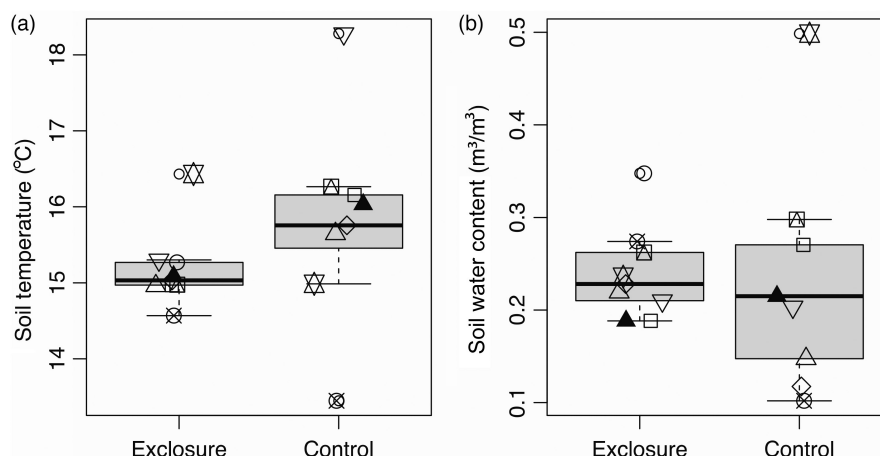 (a)
Soil temperature (°C)
18
17
16
15
14
Exclosure
Control
(b)
Soil water content (m³/m³)
0.5
0.4
0.3
0.2
0.1
Exclosure
Control